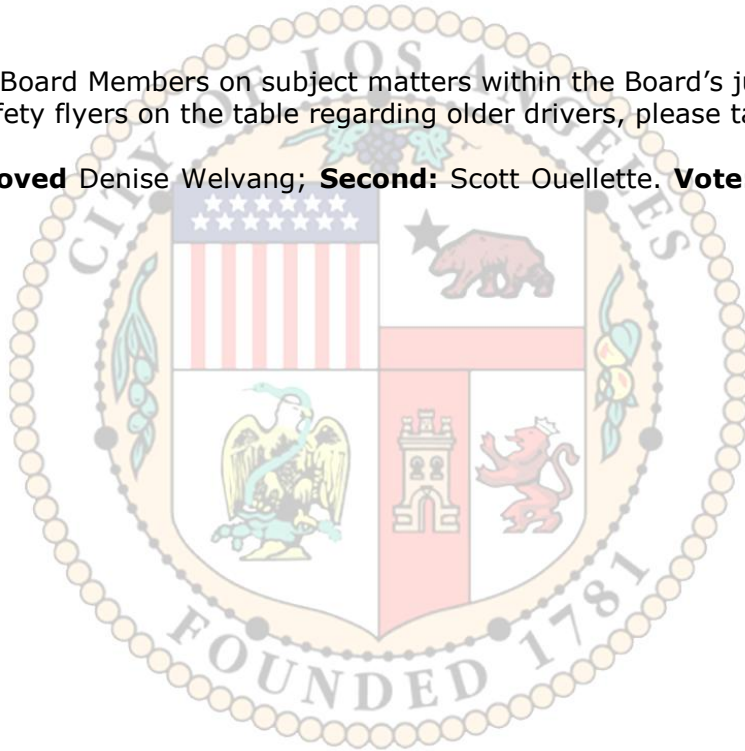 Board Members on subject matters within the Board's ju
fety flyers on the table regarding older drivers, please ta
oved Denise Welvang; Second: Scott Ouellette. Vote
CITY OF LOS ANGELES
FOUNDED 1781